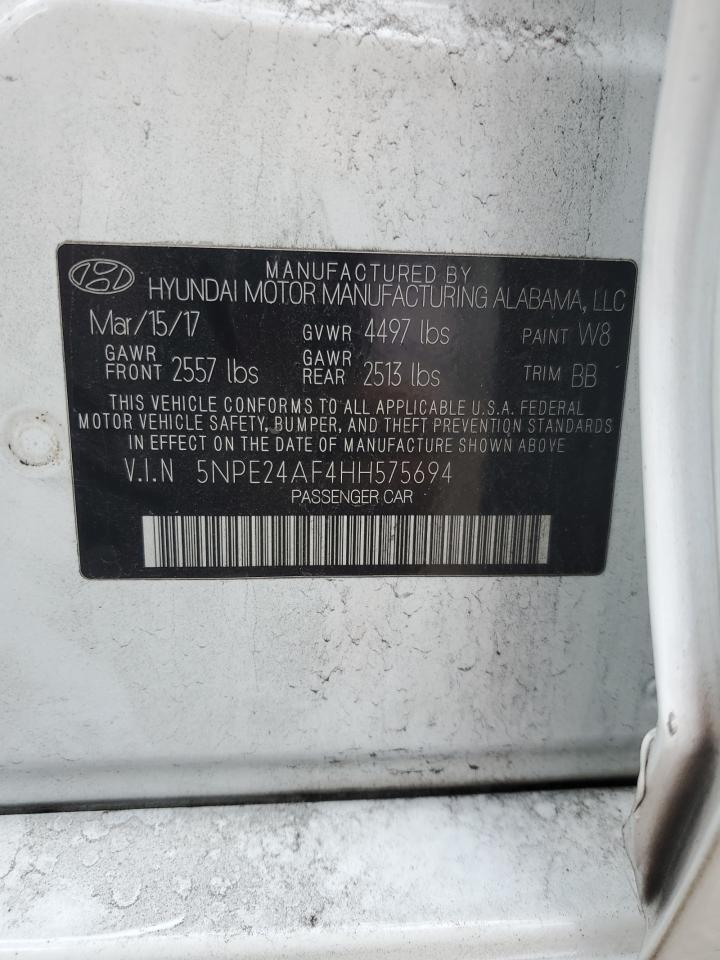 MANUFACTURED BY
HYUNDAI MOTOR MANUFACTURING ALABAMA, LLC
Mar/15/17 GVWR 4497 lbs PAINT W8
GAWR FRONT 2557 lbs GAWR REAR 2513 lbs TRIM BB
THIS VEHICLE CONFORMS TO ALL APPLICABLE U.S.A. FEDERAL
MOTOR VEHICLE SAFETY, BUMPER, AND THEFT PREVENTION STANDARDS
IN EFFECT ON THE DATE OF MANUFACTURE SHOWN ABOVE
V.I.N 5NPE24AF4HH575694
PASSENGER CAR